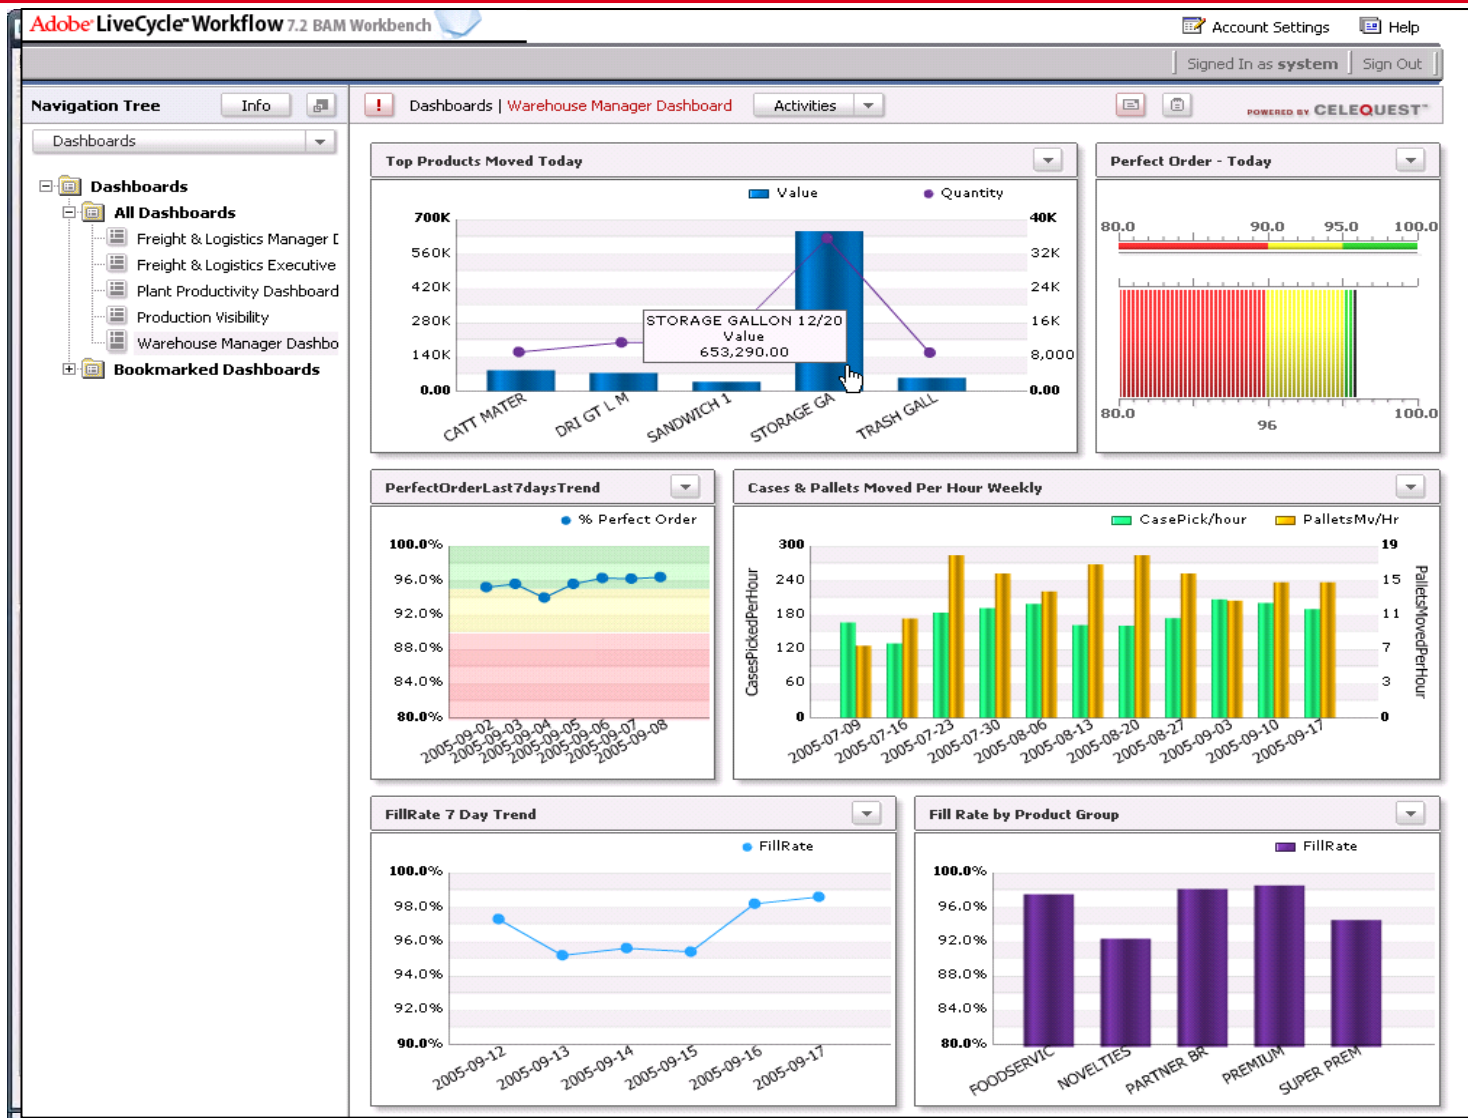 Adobe® LiveCycle™ Workflow 7.2 BAM Workbench
Account Settings
Help
Signed In as system
Sign Out
Navigation Tree
Info
! Dashboards | Warehouse Manager Dashboard
Activities
POWERED BY CELEQUEST™
Dashboards
Dashboards
All Dashboards
Freight & Logistics Manager D
Freight & Logistics Executive
Plant Productivity Dashboard
Production Visibility
Warehouse Manager Dashbo
Bookmarked Dashboards
Top Products Moved Today
Value
Quantity
700K
560K
420K
280K
140K
0.00
40K
32K
24K
16K
8,000
0.00
STORAGE GALLON 12/20
Value
653,290.00
CATT MATER
DRI GT L M
SANDWICH 1
STORAGE GA
TRASH GALL
Perfect Order - Today
80.0
90.0
95.0
100.0
80.0
100.0
96
PerfectOrderLast7daysTrend
% Perfect Order
100.0%
96.0%
92.0%
88.0%
84.0%
80.0%
2005-09-02
2005-09-03
2005-09-04
2005-09-05
2005-09-06
2005-09-07
2005-09-08
Cases & Pallets Moved Per Hour Weekly
CasePick/hour
PalletsMv/Hr
CasesPickedPerHour
300
240
180
120
60
0
19
15
11
7
3
0
PalletsMovedPerHour
2005-07-09
2005-07-16
2005-07-23
2005-07-30
2005-08-06
2005-08-13
2005-08-20
2005-08-27
2005-09-03
2005-09-10
2005-09-17
FillRate 7 Day Trend
FillRate
100.0%
98.0%
96.0%
94.0%
92.0%
90.0%
2005-09-12
2005-09-13
2005-09-14
2005-09-15
2005-09-16
2005-09-17
Fill Rate by Product Group
FillRate
100.0%
96.0%
92.0%
88.0%
84.0%
80.0%
FOODSERVIC
NOVELTIES
PARTNER BR
PREMIUM
SUPER PREM